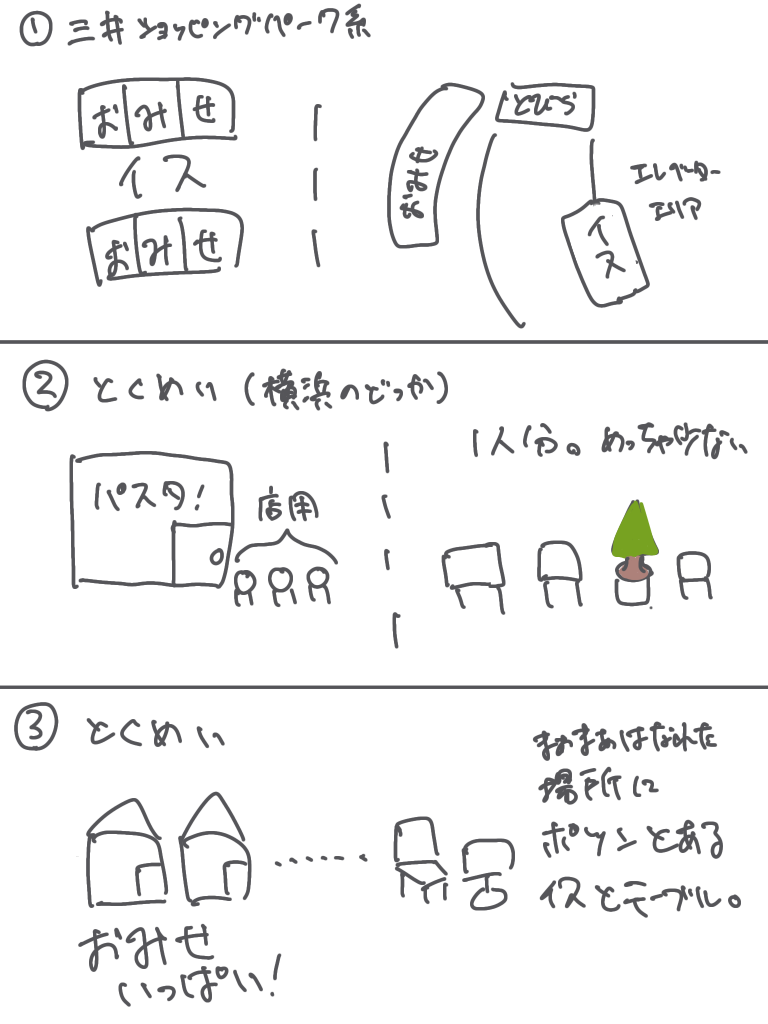 ① 三井ショッピングパーク系
おみせ
イス
おみせ
おみせ
とびら
エレベーター
エリア
イス
② とくめい (横浜のどっか)
1人分。めっちゃ少ない
パスタ!
店用
③ とくめい
まあまあはなれた
場所に
ポツンとある
イスとテーブル。
おみせ
いっぱい!